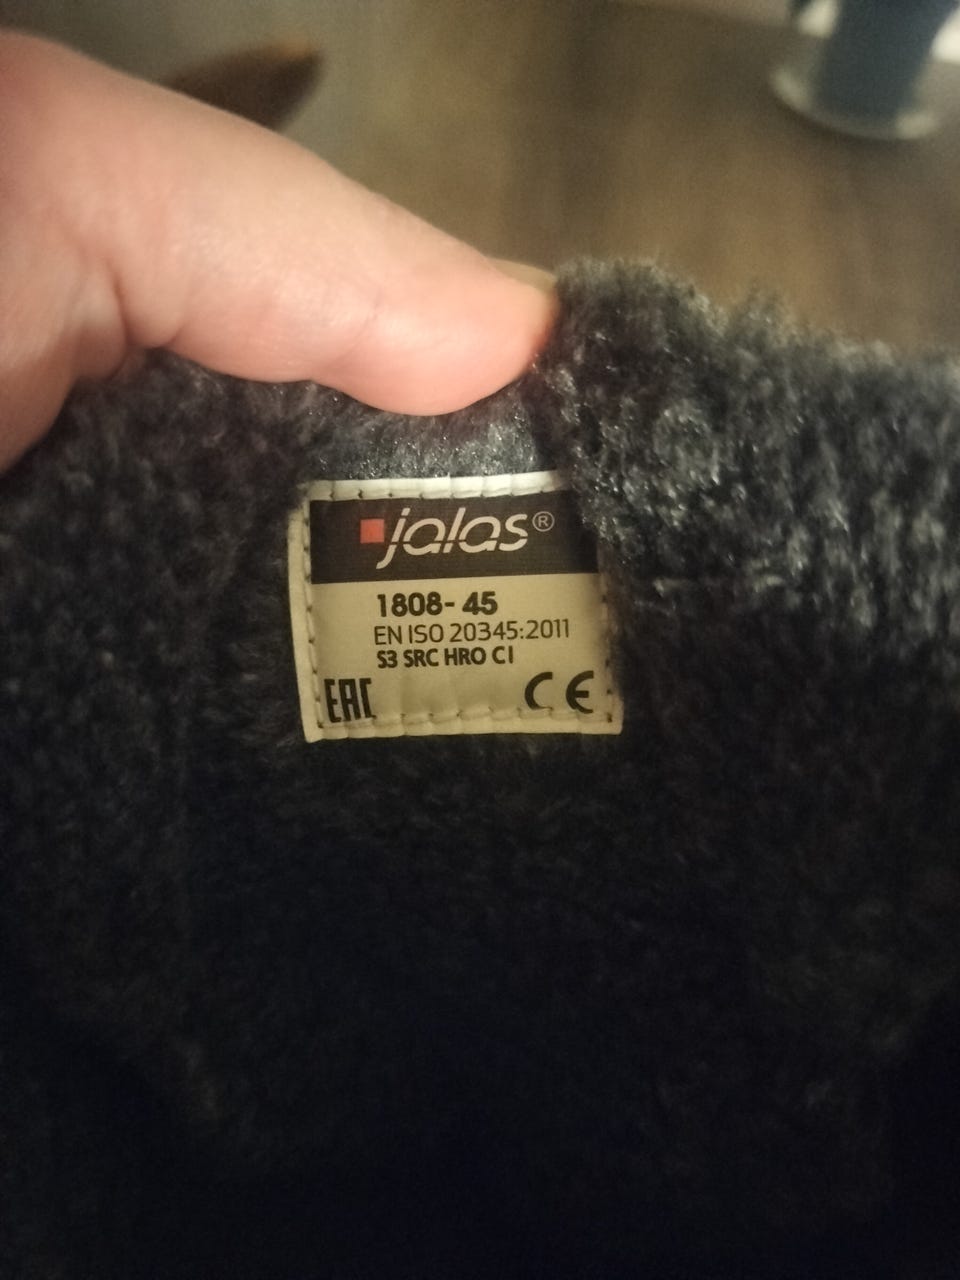 jalas®
1808- 45
EN ISO 20345:2011
S3 SRC HRO CI
EAC CE